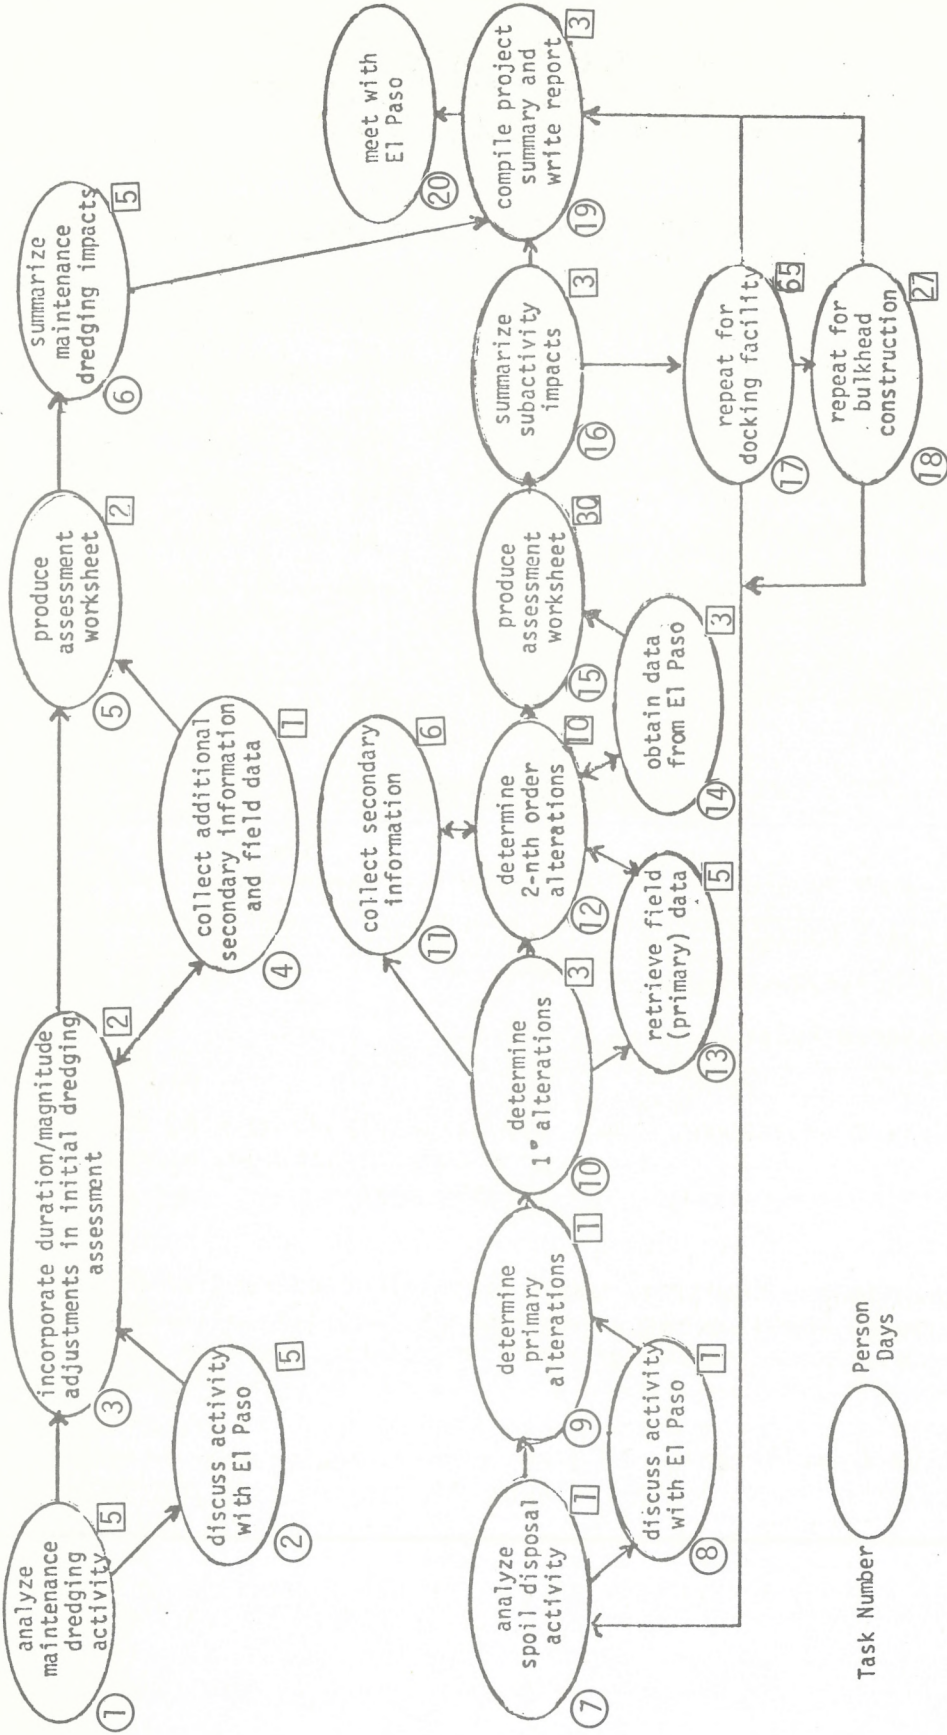 analyze
maintenance
dredging
activity
5
1
discuss activity
with El Paso
5
2
incorporate duration/magnitude
adjustments in initial dredging
assessment
2
3
collect additional
secondary information
and field data
1
4
produce
assessment
worksheet
2
5
summarize
maintenance
dredging impacts
5
6
analyze
spoil disposal
activity
1
7
discuss activity
with El Paso
1
8
determine
primary
alterations
1
9
determine
1° alterations
3
10
collect secondary
information
6
11
determine
2-nth order
alterations
10
12
retrieve field
(primary) data
5
13
obtain data
from El Paso
3
14
produce
assessment
worksheet
30
15
summarize
subactivity
impacts
3
16
repeat for
docking facility
65
17
repeat for
bulkhead
construction
27
18
compile project
summary and
write report
3
19
meet with
El Paso
20
Task Number
Person
Days